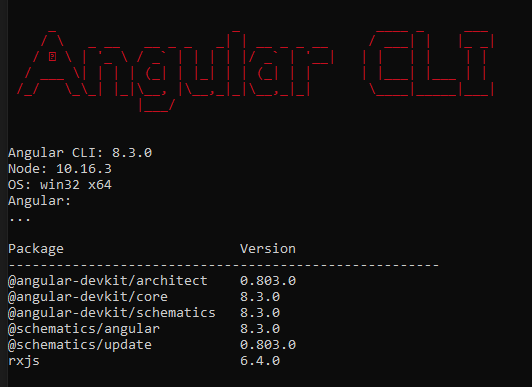 Angular CLI
Angular CLI: 8.3.0
Node: 10.16.3
OS: win32 x64
Angular:
...
Package Version
------------------------------------------------------
@angular-devkit/architect 0.803.0
@angular-devkit/core 8.3.0
@angular-devkit/schematics 8.3.0
@schematics/angular 8.3.0
@schematics/update 0.803.0
rxjs 6.4.0